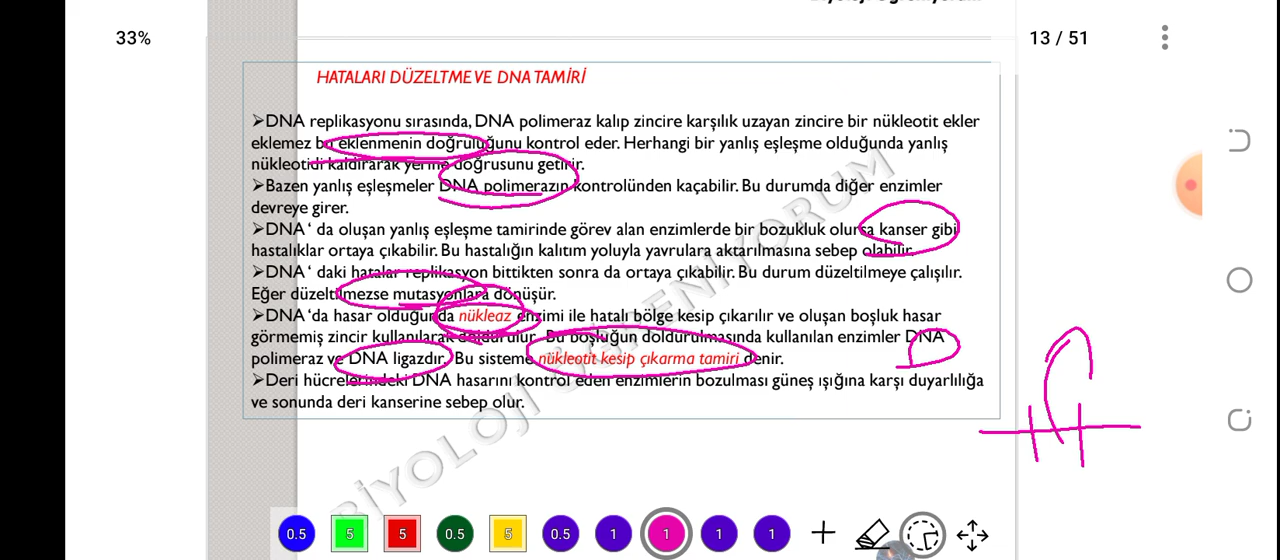 33%
13 / 51
HATALARI DÜZELTME VE DNA TAMİRİ
➢DNA replikasyonu sırasında, DNA polimeraz kalıp zincire karşılık uzayan zincire bir nükleotit ekler
eklemez bu eklenmenin doğruluğunu kontrol eder. Herhangi bir yanlış eşleşme olduğunda yanlış
nükleotidi kaldırarak yerine doğrusunu getirir.
➢Bazen yanlış eşleşmeler DNA polimerazın kontrolünden kaçabilir. Bu durumda diğer enzimler
devreye girer.
➢DNA' da oluşan yanlış eşleşme tamirinde görev alan enzimlerde bir bozukluk olursa kanser gibi
hastalıklar ortaya çıkabilir. Bu hastalığın kalıtım yoluyla yavrulara aktarılmasına sebep olabilir.
➢DNA' daki hatalar replikasyon bittikten sonra da ortaya çıkabilir. Bu durum düzeltilmeye çalışılır.
Eğer düzeltilmezse mutasyonlara dönüşür.
➢DNA'da hasar olduğunda nükleaz enzimi ile hatalı bölge kesip çıkarılır ve oluşan boşluk hasar
görmemiş zincir kullanılarak doldurulur. Bu boşluğun doldurulmasında kullanılan enzimler DNA
polimeraz ve DNA ligazdır. Bu sisteme nükleotit kesip çıkarma tamiri denir.
➢Deri hücrelerindeki DNA hasarını kontrol eden enzimlerin bozulması güneş ışığına karşı duyarlılığa
ve sonunda deri kanserine sebep olur.
BİYOLOJİ ÖĞRENİYORUM
0.5 5 5 0.5 5 0.5 1 1 1 1